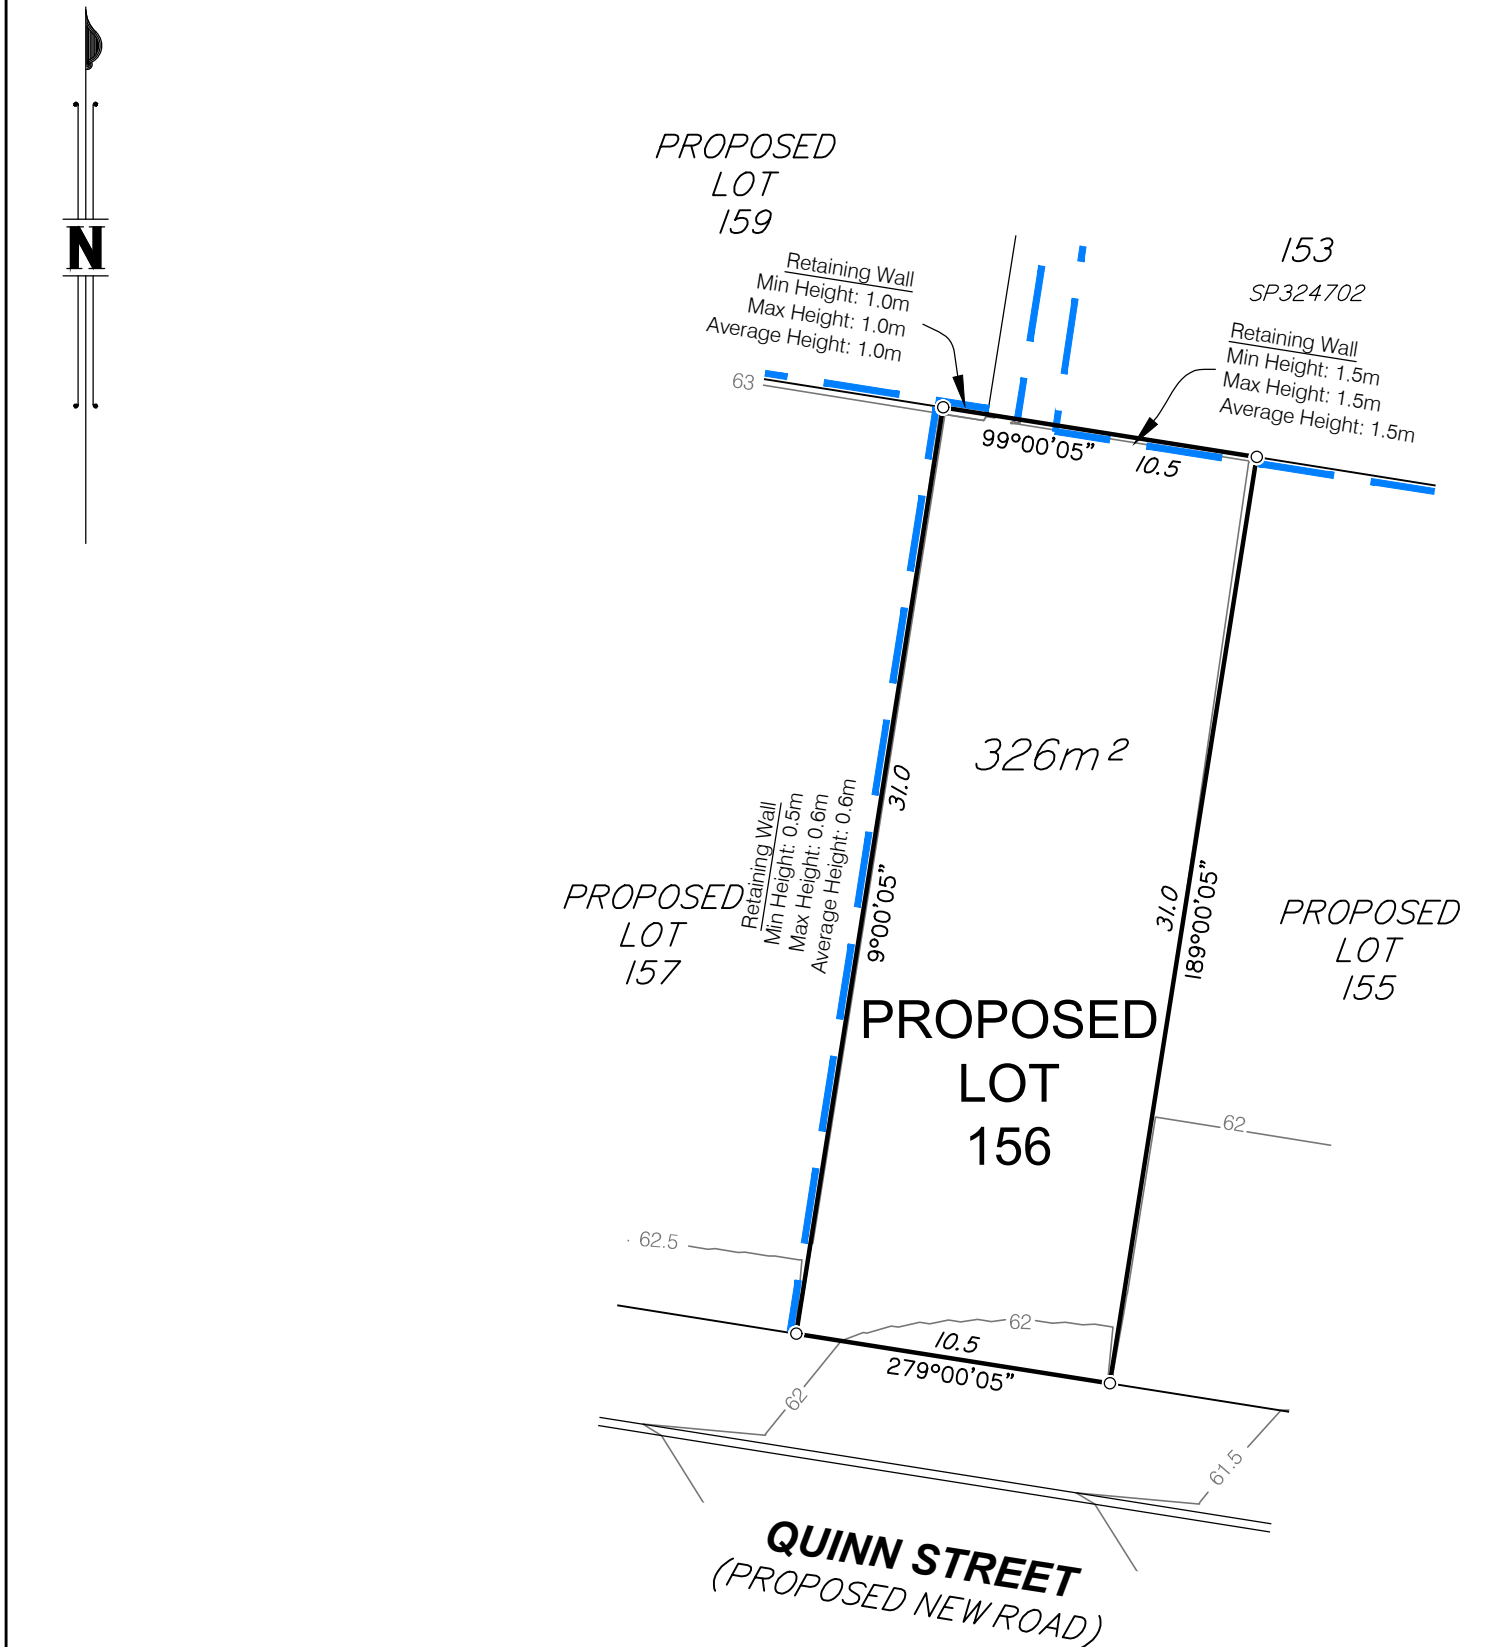 N
PROPOSED
LOT
159
153
SP324702
Retaining Wall
Min Height: 1.0m
Max Height: 1.0m
Average Height: 1.0m
Retaining Wall
Min Height: 1.5m
Max Height: 1.5m
Average Height: 1.5m
63
99°00'05"
10.5
326m²
31.0
9°00'05"
Retaining Wall
Min Height: 0.5m
Max Height: 0.6m
Average Height: 0.6m
PROPOSED
LOT
157
31.0
189°00'05"
PROPOSED
LOT
155
PROPOSED
LOT
156
62
62.5
62
10.5
279°00'05"
62
61.5
QUINN STREET
(PROPOSED NEW ROAD)